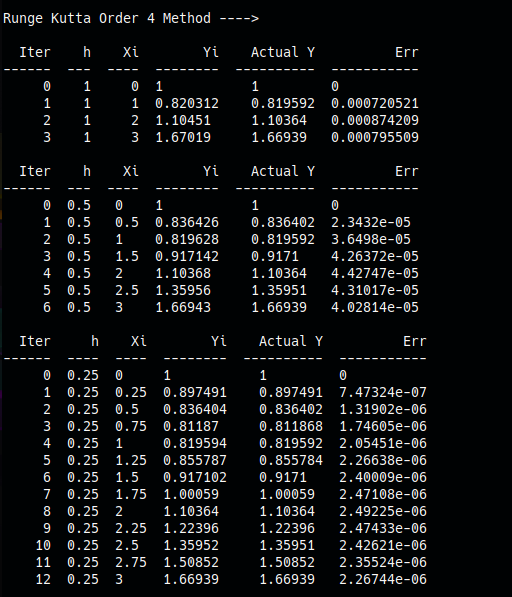 Runge Kutta Order 4 Method ---->
  Iter    h    Xi        Yi    Actual Y          Err
------  ---  ----  --------  ----------  -----------
     0    1     0  1           1         0
     1    1     1  0.820312    0.819592  0.000720521
     2    1     2  1.10451     1.10364   0.000874209
     3    1     3  1.67019     1.66939   0.000795509
  Iter    h    Xi        Yi    Actual Y          Err
------  ---  ----  --------  ----------  -----------
     0  0.5   0    1           1         0
     1  0.5   0.5  0.836426    0.836402  2.3432e-05
     2  0.5   1    0.819628    0.819592  3.6498e-05
     3  0.5   1.5  0.917142    0.9171    4.26372e-05
     4  0.5   2    1.10368     1.10364   4.42747e-05
     5  0.5   2.5  1.35956     1.35951   4.31017e-05
     6  0.5   3    1.66943     1.66939   4.02814e-05
  Iter     h    Xi        Yi    Actual Y          Err
------  ----  ----  --------  ----------  -----------
     0  0.25  0     1           1         0
     1  0.25  0.25  0.897491    0.897491  7.47324e-07
     2  0.25  0.5   0.836404    0.836402  1.31902e-06
     3  0.25  0.75  0.81187     0.811868  1.74605e-06
     4  0.25  1     0.819594    0.819592  2.05451e-06
     5  0.25  1.25  0.855787    0.855784  2.26638e-06
     6  0.25  1.5   0.917102    0.9171    2.40009e-06
     7  0.25  1.75  1.00059     1.00059   2.47108e-06
     8  0.25  2     1.10364     1.10364   2.49225e-06
     9  0.25  2.25  1.22396     1.22396   2.47433e-06
    10  0.25  2.5   1.35952     1.35951   2.42621e-06
    11  0.25  2.75  1.50852     1.50852   2.35524e-06
    12  0.25  3     1.66939     1.66939   2.26744e-06